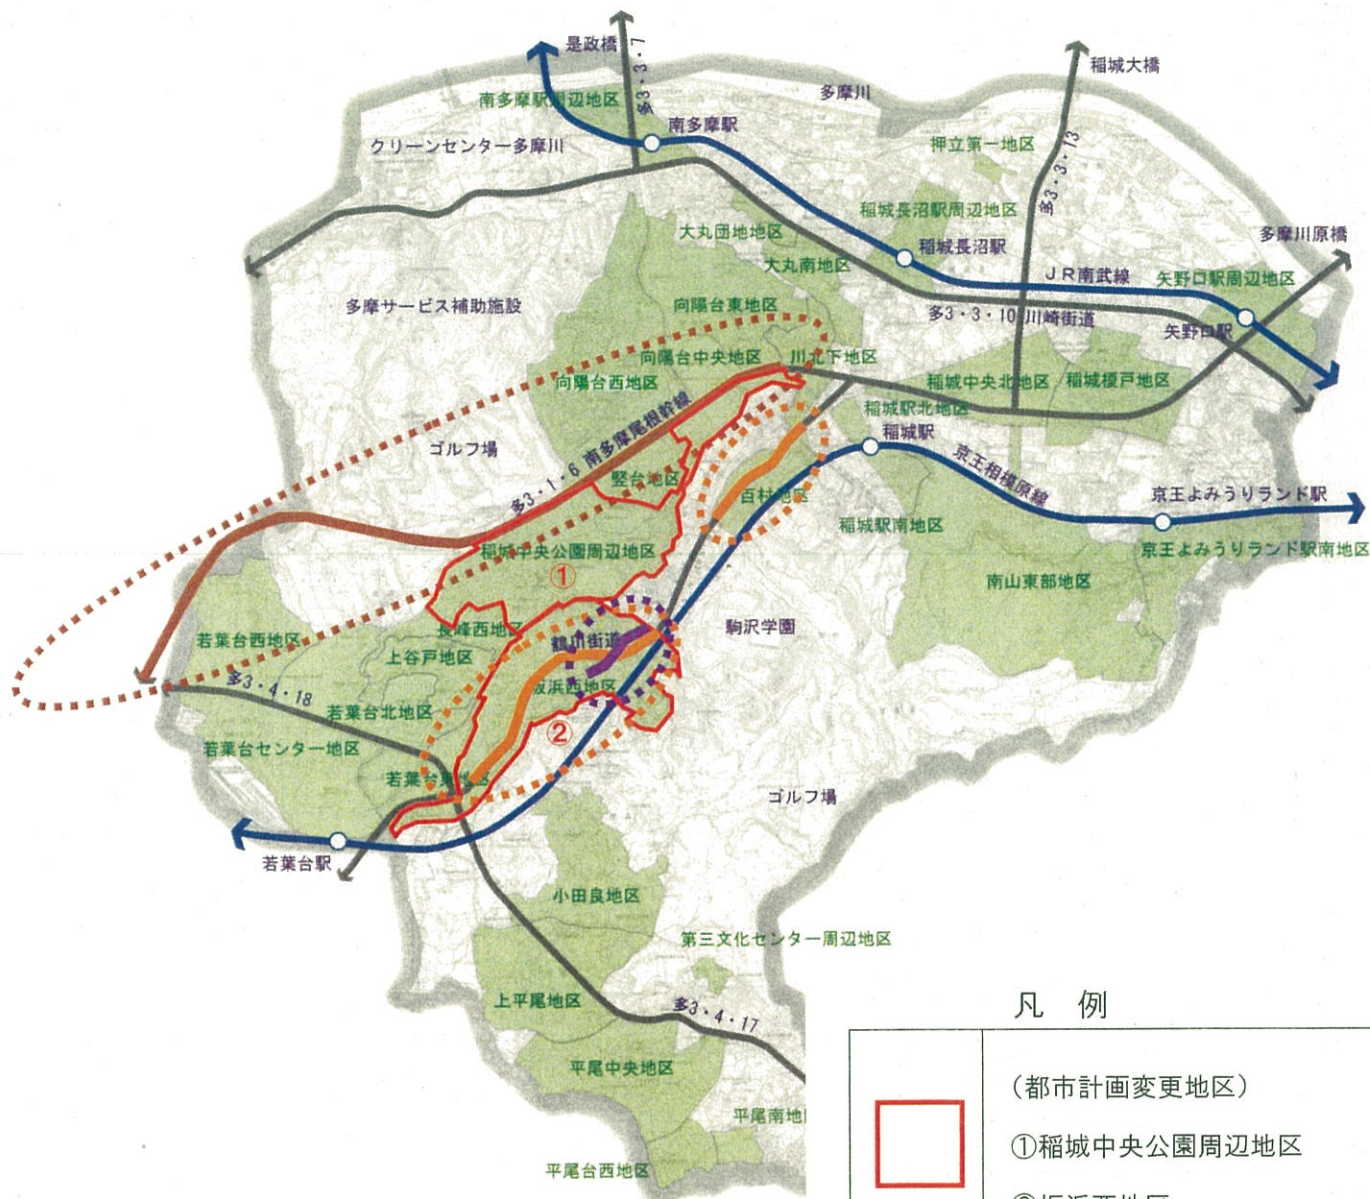 是政橋
多3・3・7
稲城大橋
多摩川
南多摩駅周辺地区
南多摩駅
クリーンセンター多摩川
押立第一地区
多3・3・13
稲城長沼駅周辺地区
大丸団地地区
稲城長沼駅
多摩川原橋
大丸南地区
JR南武線
矢野口駅周辺地区
多摩サービス補助施設
向陽台東地区
多3・3・10 川崎街道
矢野口駅
向陽台中央地区
川北下地区
向陽台西地区
稲城中央北地区
稲城榎戸地区
稲城駅北地区
多3・1・6 南多摩尾根幹線
稲城駅
ゴルフ場
京王相模原線
竪台地区
百村地区
京王よみうりランド駅
稲城駅南地区
稲城中央公園周辺地区
京王よみうりランド駅南地区
①
南山東部地区
若葉台西地区
長峰西地区
鶴川街道
駒沢学園
上谷戸地区
多3・4・18
坂浜西地区
若葉台北地区
②
若葉台センター地区
若葉台東地区
ゴルフ場
若葉台駅
小田良地区
第三文化センター周辺地区
上平尾地区
多3・4・17
平尾中央地区
平尾南地
平尾台西地区
凡 例
(都市計画変更地区)
①稲城中央公園周辺地区
②坂浜西地区